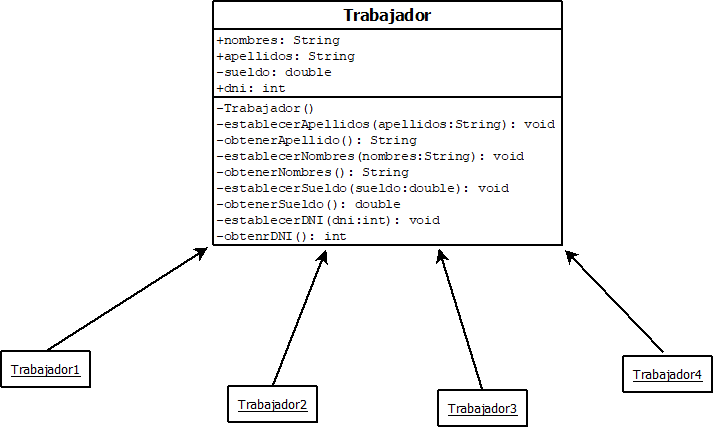 Trabajador
+nombres: String
+apellidos: String
-sueldo: double
+dni: int
-Trabajador()
-establecerApellidos(apellidos:String): void
-obtenerApellido(): String
-establecerNombres(nombres:String): void
-obtenerNombres(): String
-establecerSueldo(sueldo:double): void
-obtenerSueldo(): double
-establecerDNI(dni:int): void
-obtenrDNI(): int
Trabajador1
Trabajador2
Trabajador3
Trabajador4